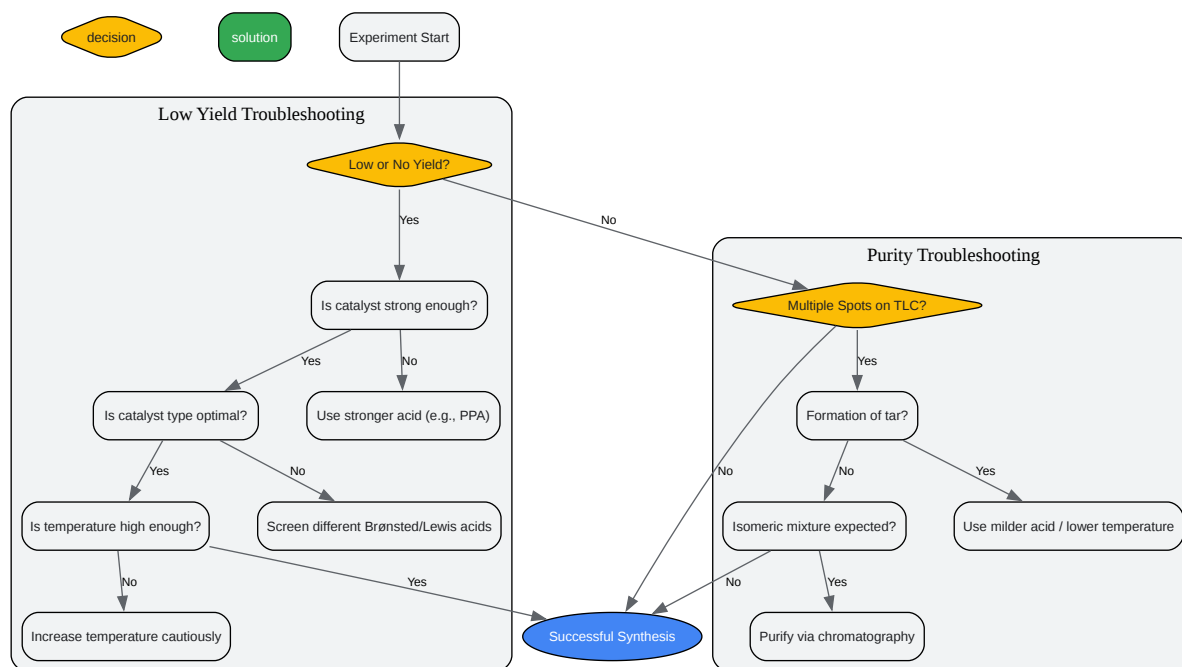 decision
solution
Experiment Start
Low Yield Troubleshooting
Low or No Yield?
No
Yes
Purity Troubleshooting
Is catalyst strong enough?
Multiple Spots on TLC?
Yes
No
Yes
Is catalyst type optimal?
Use stronger acid (e.g., PPA)
Formation of tar?
Yes
No
No
No
Yes
Is temperature high enough?
Screen different Brønsted/Lewis acids
Isomeric mixture expected?
Use milder acid / lower temperature
No
Yes
No
Yes
Increase temperature cautiously
Successful Synthesis
Purify via chromatography